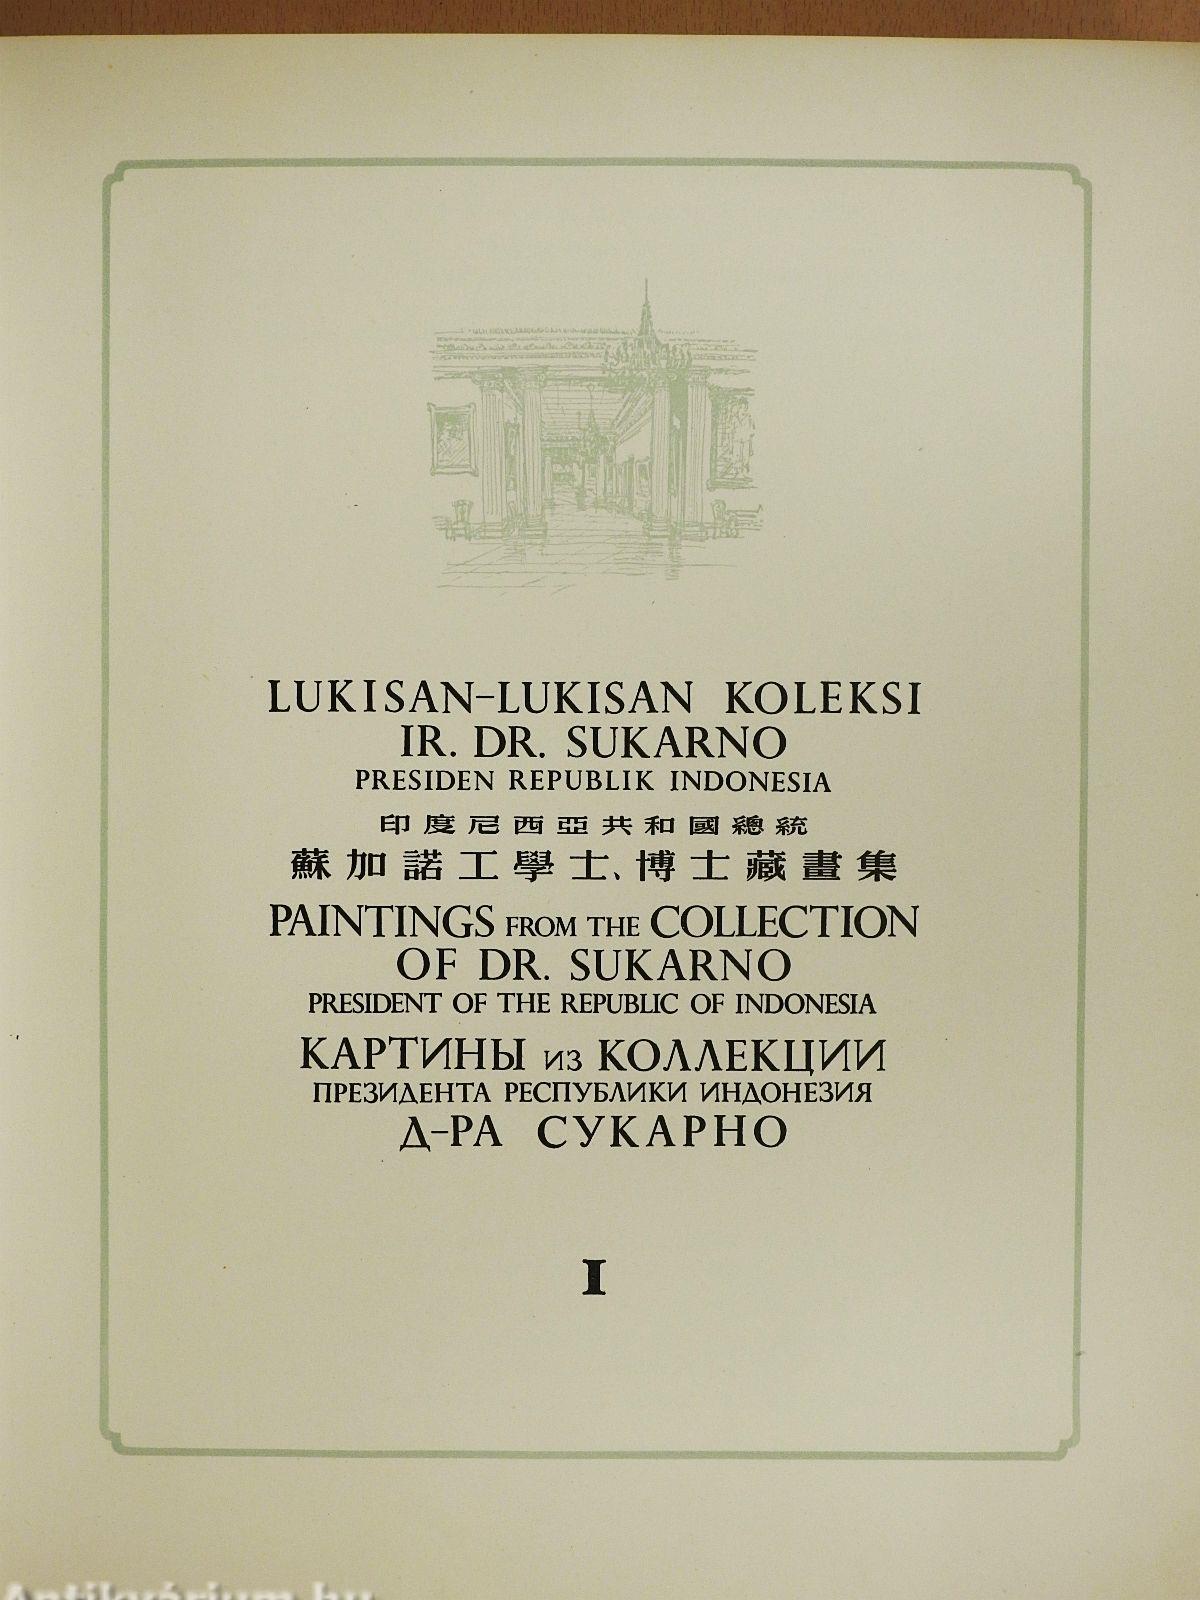 LUKISAN-LUKISAN KOLEKSI
IR. DR. SUKARNO
PRESIDEN REPUBLIK INDONESIA
印度尼西亞共和國總統
蘇加諾工學士、博士藏畫集
PAINTINGS FROM THE COLLECTION
OF DR. SUKARNO
PRESIDENT OF THE REPUBLIC OF INDONESIA
КАРТИНЫ ИЗ КОЛЛЕКЦИИ
ПРЕЗИДЕНТА РЕСПУБЛИКИ ИНДОНЕЗИЯ
Д-РА СУКАРНО
I
Antikvárium.hu